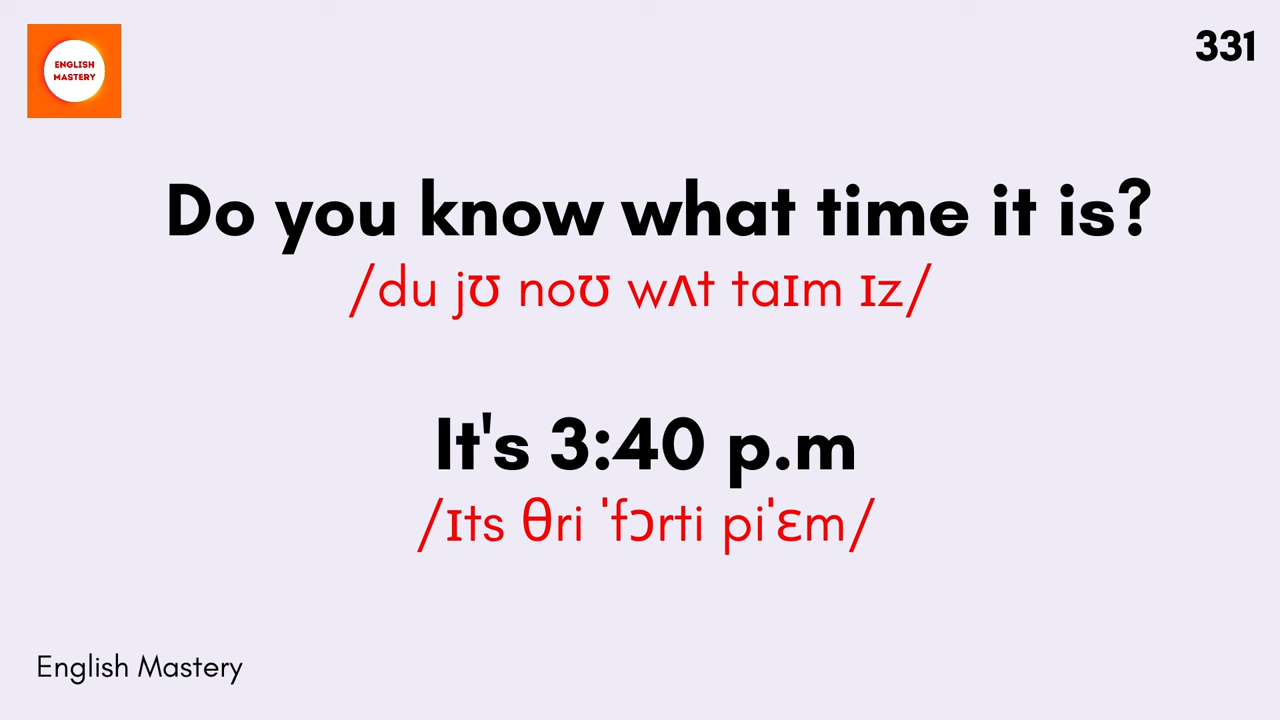 ENGLISH
MASTERY
331
Do you know what time it is?
/du jʊ noʊ wʌt taɪm ɪz/
It's 3:40 p.m
/ɪts θri ˈfɔrti piˈɛm/
English Mastery